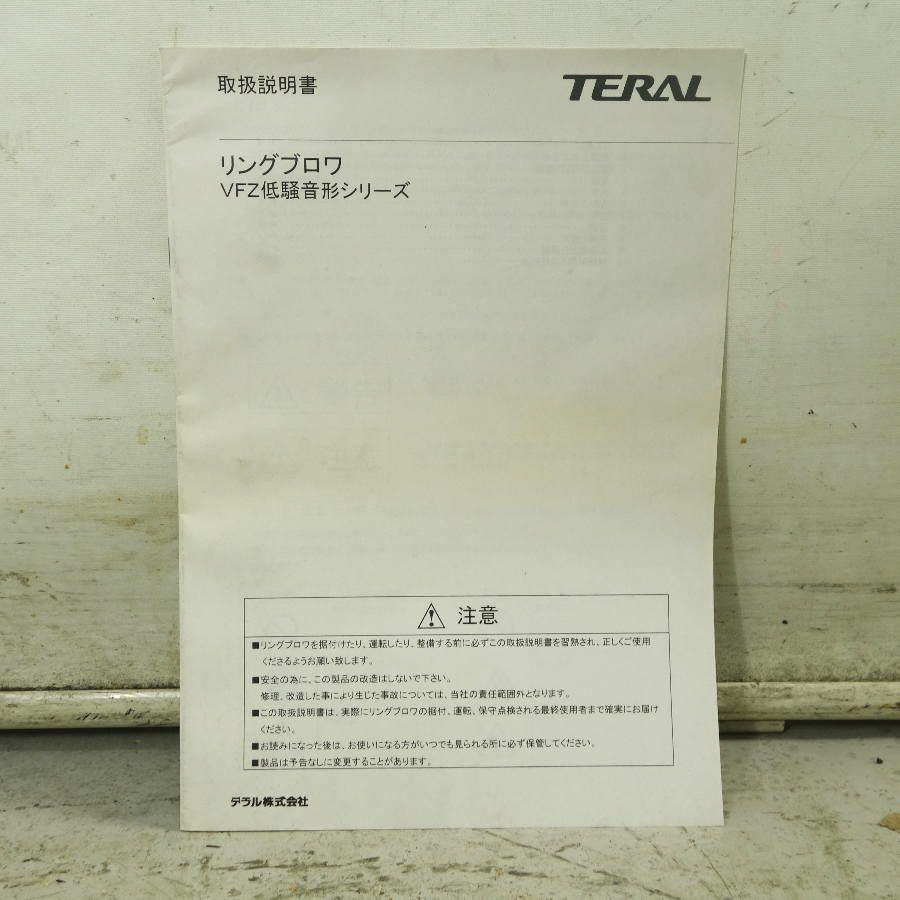 取扱説明書
TERAL
リングブロワ
VFZ低騒音形シリーズ
注意
■リングブロワを据付けたり、運転したり、整備する前に必ずこの取扱説明書を習熟され、正しくご使用
くださるようお願い致します。
■安全の為に、この製品の改造はしないで下さい。
修理、改造した事により生じた事故については、当社の責任範囲外となります。
■この取扱説明書は、実際にリングブロワの据付、運転、保守点検される最終使用者まで確実にお届け
ください。
■お読みになった後は、お使いになる方がいつでも見られる所に必ず保管してください。
■製品は予告なしに変更することがあります。
テラル株式会社